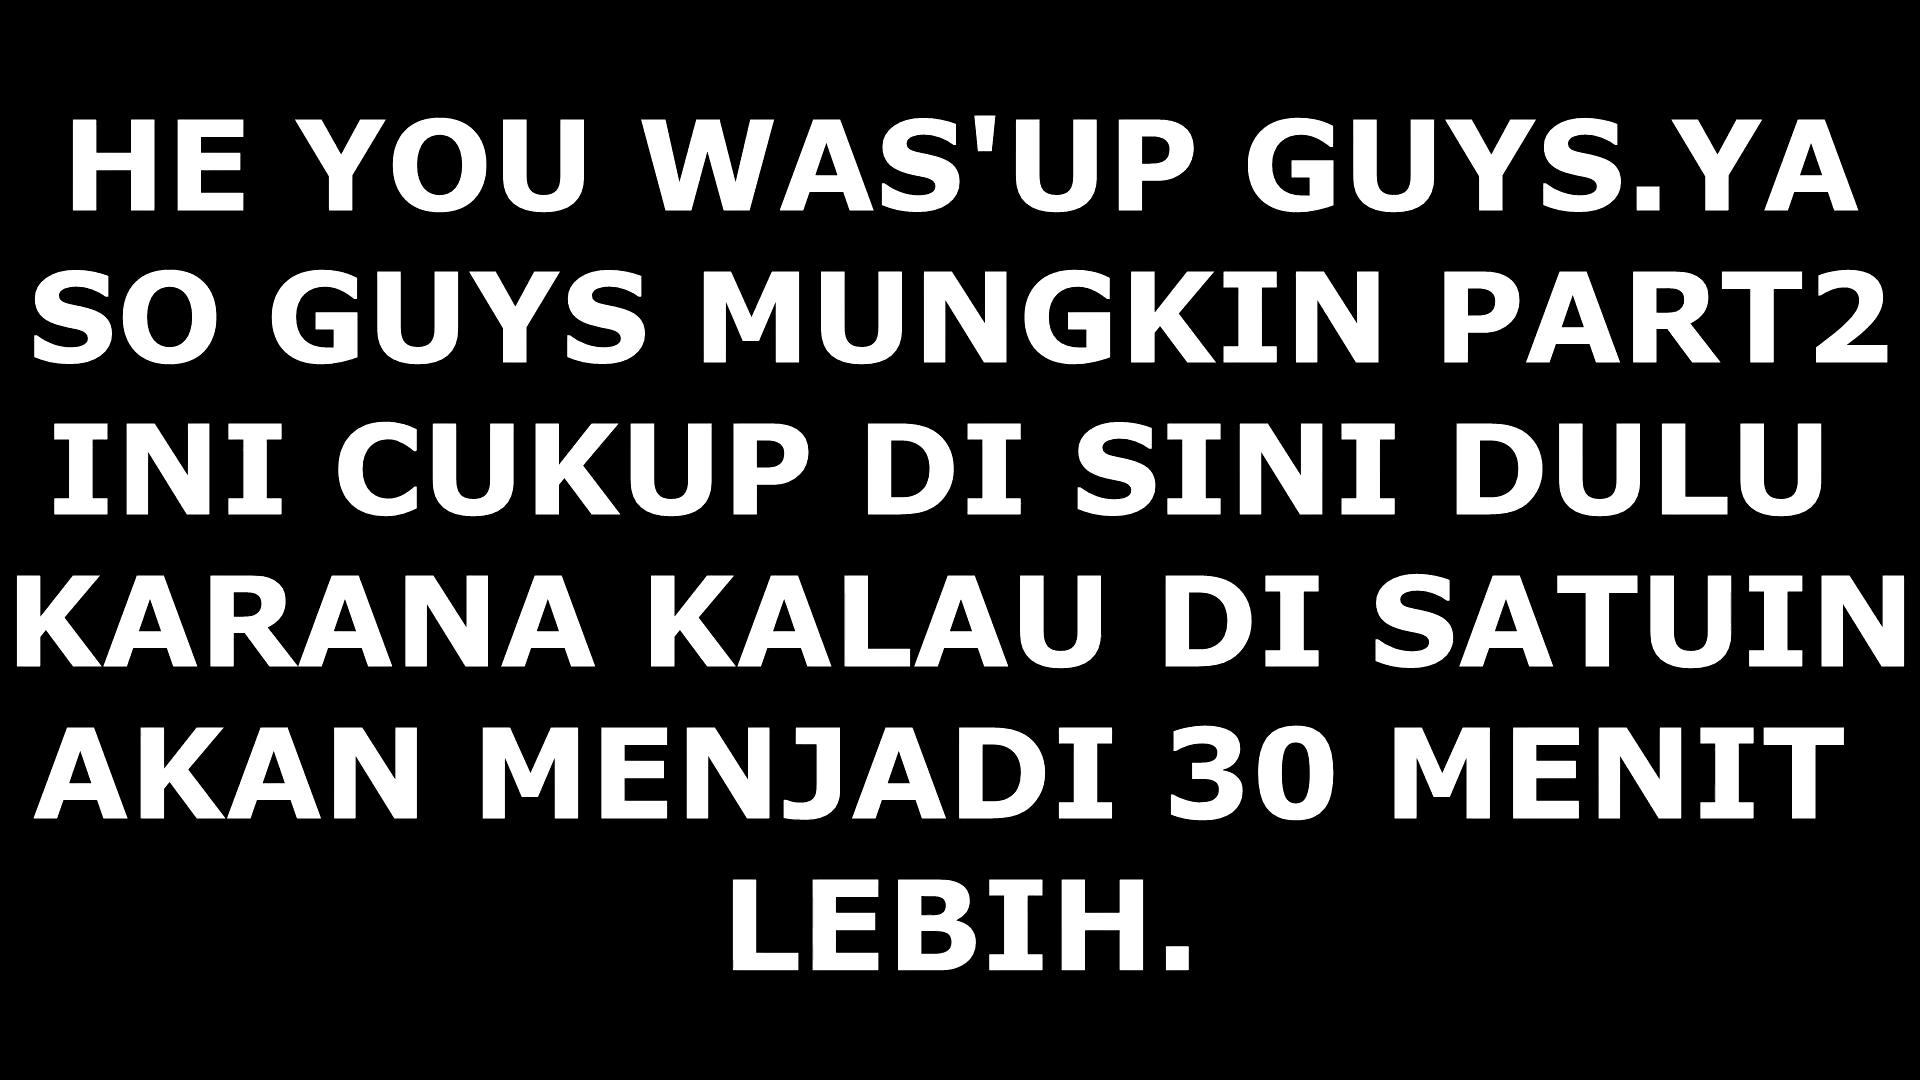 HE YOU WAS'UP GUYS.YA
SO GUYS MUNGKIN PART2
INI CUKUP DI SINI DULU
KARANA KALAU DI SATUIN
AKAN MENJADI 30 MENIT
LEBIH.